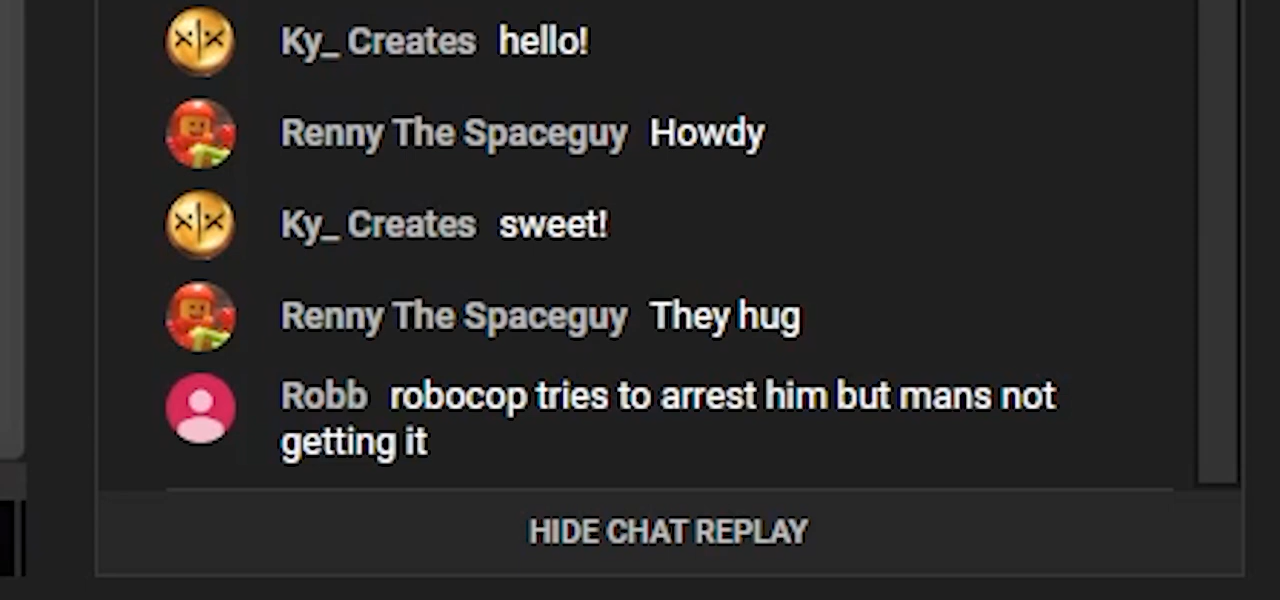 Ky_ Creates hello!
Renny The Spaceguy Howdy
Ky_ Creates sweet!
Renny The Spaceguy They hug
Robb robocop tries to arrest him but mans not
getting it
HIDE CHAT REPLAY